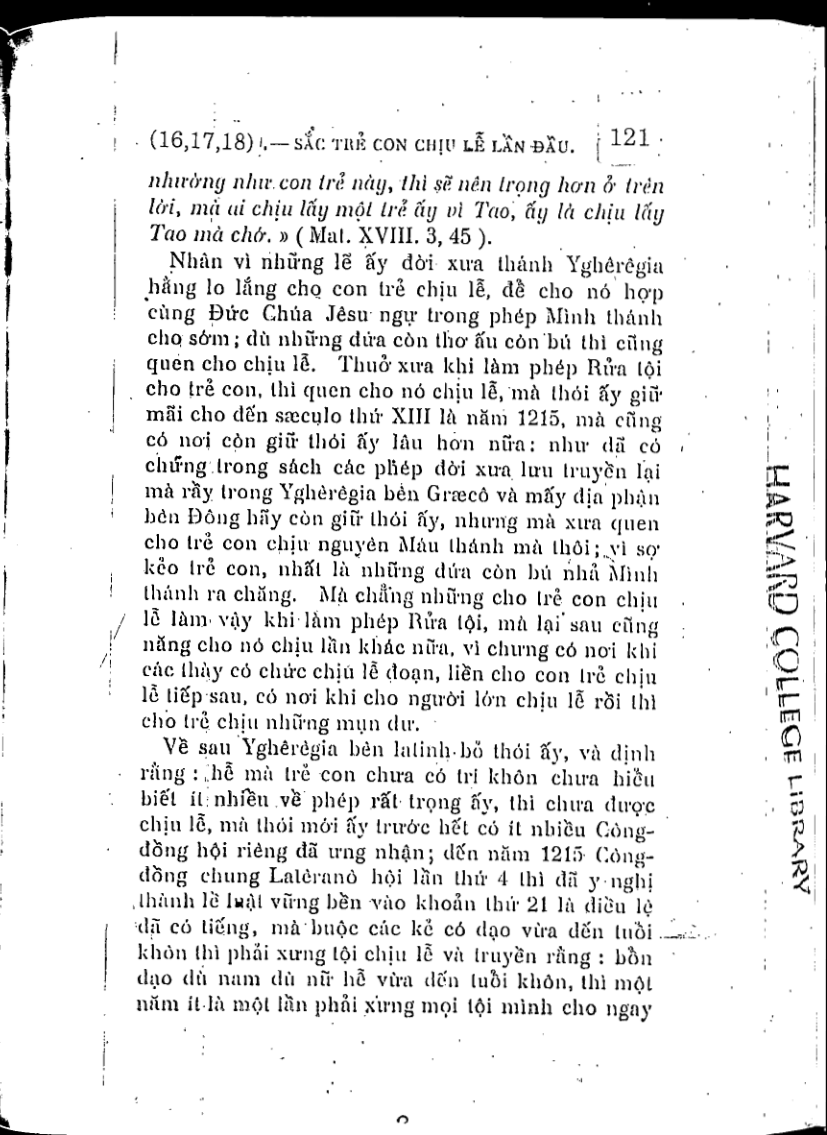 (16,17,18) .— SẮC TRẺ CON CHỊU LỄ LẦN ĐẦU. 121
nhường như con trẻ này, thì sẽ nên trọng hơn ở trên
lời, mà ai chịu lấy một trẻ ấy vì Tao, ấy là chịu lấy
Tao mà chớ. » ( Mat. XVIII. 3, 45 ).
Nhân vì những lẽ ấy đời xưa thánh Yghêrêgia
hằng lo lắng cho con trẻ chịu lễ, để cho nó hợp
cùng Đức Chúa Jêsu ngự trong phép Mình thánh
cho sớm ; dù những đứa còn thơ ấu còn bú thì cũng
quen cho chịu lễ. Thuở xưa khi làm phép Rửa tội
cho trẻ con, thì quen cho nó chịu lễ, mà thói ấy giữ
mãi cho đến sæculo thứ XIII là năm 1215, mà cũng
có nơi còn giữ thói ấy lâu hơn nữa : như đã có
chứng trong sách các phép đời xưa lưu truyền lại
mà rầy trong Yghêrêgia bên Græcô và mấy địa phận
bên Đông hãy còn giữ thói ấy, nhưng mà xưa quen
cho trẻ con chịu nguyên Máu thánh mà thôi ; vì sợ
kẻo trẻ con, nhất là những đứa còn bú nhả Mình
thánh ra chăng. Mà chẳng những cho trẻ con chịu
lễ làm vậy khi làm phép Rửa tội, mà lại sau cũng
năng cho nó chịu lần khác nữa, vì chưng có nơi khi
các thày có chức chịu lễ đoạn, liền cho con trẻ chịu
lễ tiếp sau, có nơi khi cho người lớn chịu lễ rồi thì
cho trẻ chịu những mụn dư.
Về sau Yghêrêgia bên latinh bỏ thói ấy, và định
rằng : hễ mà trẻ con chưa có trí khôn chưa hiểu
biết ít nhiều về phép rất trọng ấy, thì chưa được
chịu lễ, mà thói mới ấy trước hết có ít nhiều Công-
đồng hội riêng đã ưng nhận ; đến năm 1215 Công-
đồng chung Latêranô hội lần thứ 4 thì đã y nghị
thành lề luật vững bền vào khoản thứ 21 là điều lệ
đã có tiếng, mà buộc các kẻ có đạo vừa đến tuổi
khôn thì phải xưng tội chịu lễ và truyền rằng : bổn
đạo dù nam dù nữ hễ vừa đến tuổi khôn, thì một
năm ít là một lần phải xưng mọi tội mình cho ngay
HARVARD COLLEGE LIBRARY